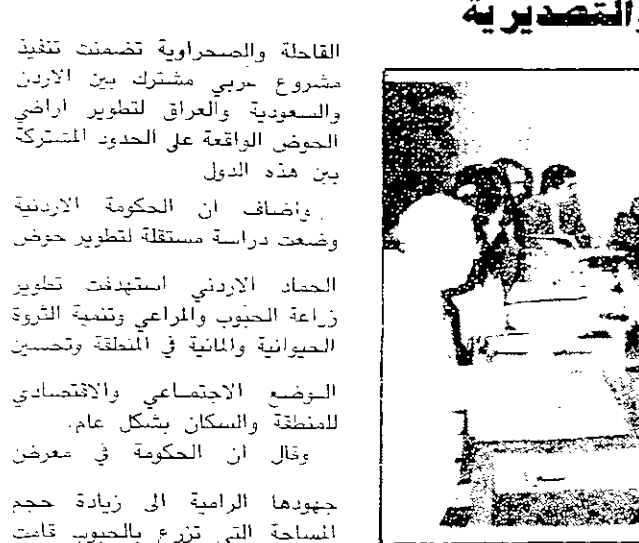 والتصديرية
القاحلة والصحراوية تضمنت تنفيذ
مشروع عربي مشترك بين الاردن
والسعودية والعراق لتطوير اراضي
الحوض الواقعة على الحدود المشتركة
بين هذه الدول
واضاف ان الحكومة الاردنية
وضعت دراسة مستقلة لتطوير حوض
الحماد الاردني استهدفت تطوير
زراعة الحبوب والمراعي وتنمية الثروة
الحيوانية والمائية في المنطقة وتحسين
الوضع الاجتماعي والاقتصادي
للمنطقة والسكان بشكل عام.
وقال ان الحكومة في معرض
جهودها الرامية الى زيادة حجم
المساحة التي تزرع بالحبوب قامت